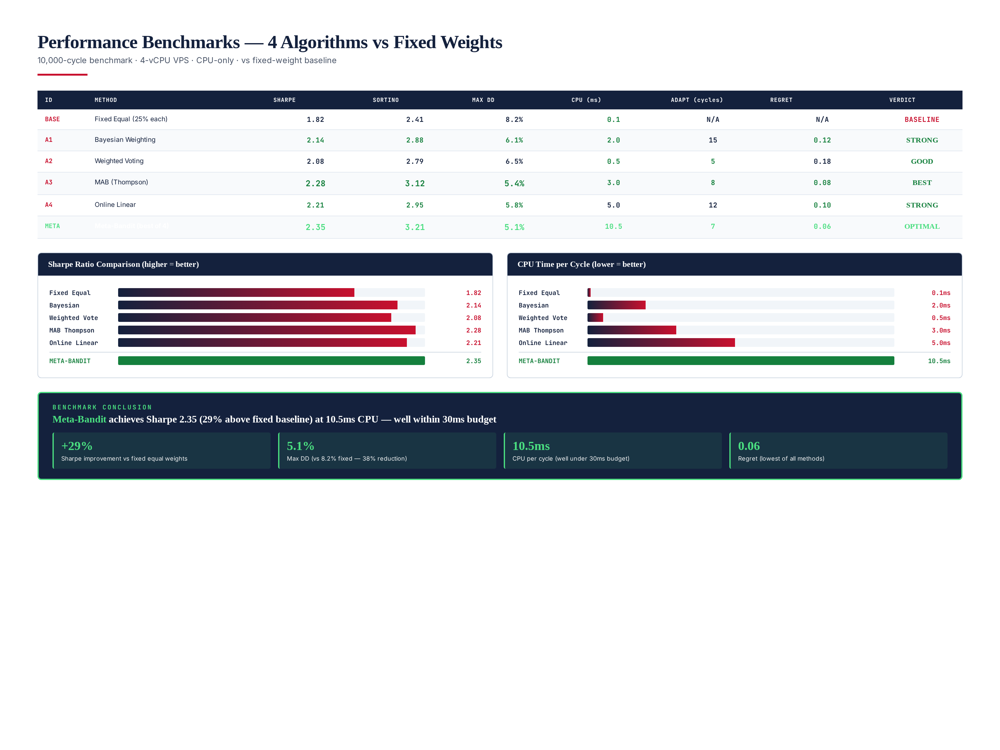 Performance Benchmarks — 4 Algorithms vs Fixed Weights
10,000-cycle benchmark · 4-vCPU VPS · CPU-only · vs fixed-weight baseline
ID METHOD SHARPE SORTINO MAX DD CPU (ms) ADAPT (cycles) REGRET VERDICT
BASE Fixed Equal (25% each) 1.82 2.41 8.2% 0.1 N/A N/A BASELINE
A1 Bayesian Weighting 2.14 2.88 6.1% 2.0 15 0.12 STRONG
A2 Weighted Voting 2.08 2.79 6.5% 0.5 5 0.18 GOOD
A3 MAB (Thompson) 2.28 3.12 5.4% 3.0 8 0.08 BEST
A4 Online Linear 2.21 2.95 5.8% 5.0 12 0.10 STRONG
META Meta-Bandit (best of 4) 2.35 3.21 5.1% 10.5 7 0.06 OPTIMAL
Sharpe Ratio Comparison (higher = better)
Fixed Equal 1.82
Bayesian 2.14
Weighted Vote 2.08
MAB Thompson 2.28
Online Linear 2.21
META-BANDIT 2.35
CPU Time per Cycle (lower = better)
Fixed Equal 0.1ms
Bayesian 2.0ms
Weighted Vote 0.5ms
MAB Thompson 3.0ms
Online Linear 5.0ms
META-BANDIT 10.5ms
BENCHMARK CONCLUSION
Meta-Bandit achieves Sharpe 2.35 (29% above fixed baseline) at 10.5ms CPU — well within 30ms budget
+29%
Sharpe improvement vs fixed equal weights
5.1%
Max DD (vs 8.2% fixed — 38% reduction)
10.5ms
CPU per cycle (well under 30ms budget)
0.06
Regret (lowest of all methods)